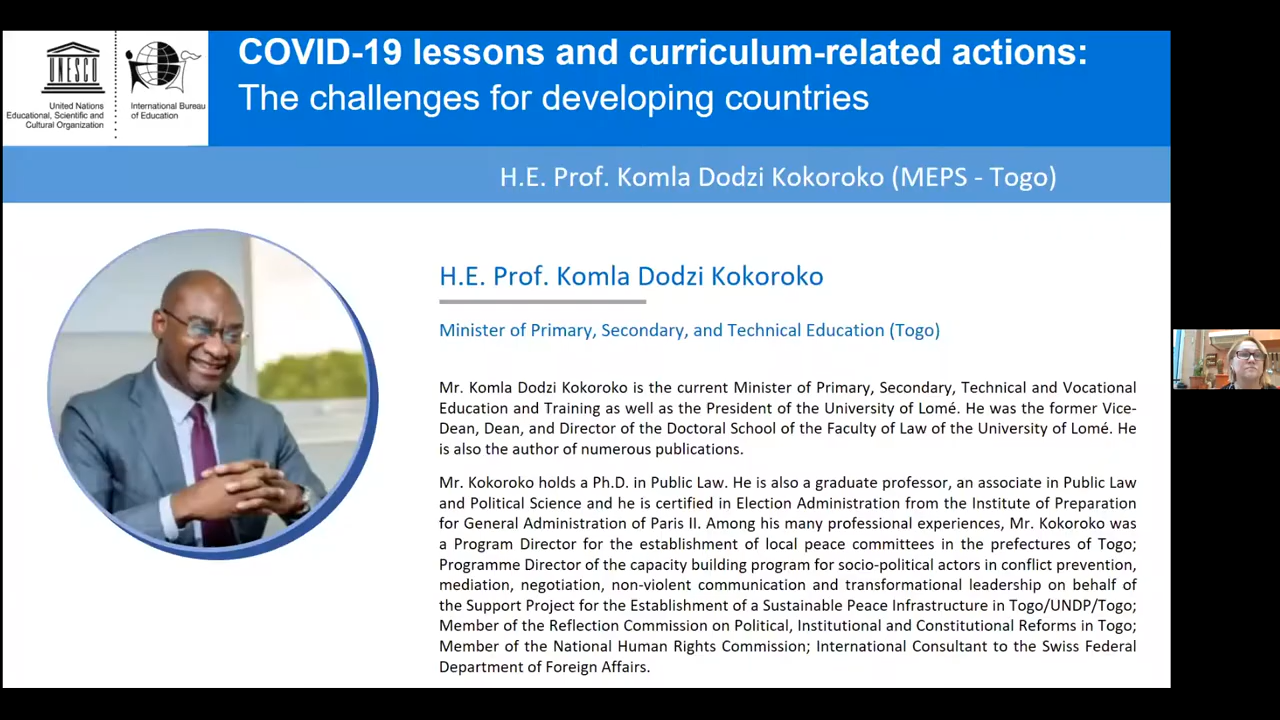 COVID-19 lessons and curriculum-related actions:
The challenges for developing countries
UNESCO
United Nations
Educational, Scientific and
Cultural Organization
International Bureau
of Education
H.E. Prof. Komla Dodzi Kokoroko (MEPS - Togo)
H.E. Prof. Komla Dodzi Kokoroko
Minister of Primary, Secondary, and Technical Education (Togo)
Mr. Komla Dodzi Kokoroko is the current Minister of Primary, Secondary, Technical and Vocational
Education and Training as well as the President of the University of Lomé. He was the former Vice-
Dean, Dean, and Director of the Doctoral School of the Faculty of Law of the University of Lomé. He
is also the author of numerous publications.
Mr. Kokoroko holds a Ph.D. in Public Law. He is also a graduate professor, an associate in Public Law
and Political Science and he is certified in Election Administration from the Institute of Preparation
for General Administration of Paris II. Among his many professional experiences, Mr. Kokoroko was
a Program Director for the establishment of local peace committees in the prefectures of Togo;
Programme Director of the capacity building program for socio-political actors in conflict prevention,
mediation, negotiation, non-violent communication and transformational leadership on behalf of
the Support Project for the Establishment of a Sustainable Peace Infrastructure in Togo/UNDP/Togo;
Member of the Reflection Commission on Political, Institutional and Constitutional Reforms in Togo;
Member of the National Human Rights Commission; International Consultant to the Swiss Federal
Department of Foreign Affairs.